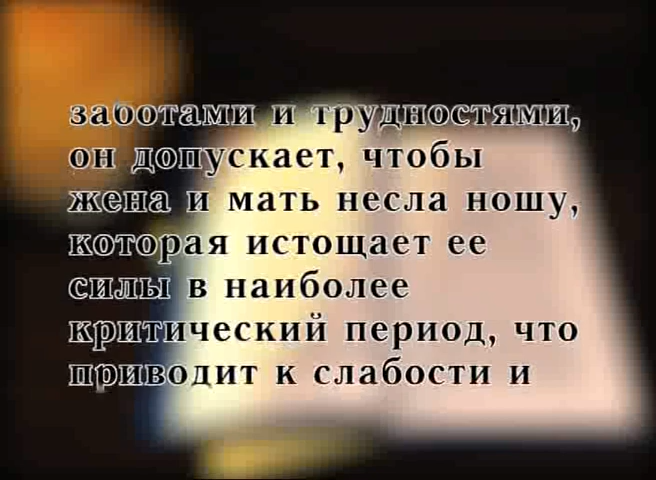 заботами и трудностями,
он допускает, чтобы
жена и мать несла ношу,
которая истощает ее
силы в наиболее
критический период, что
приводит к слабости и